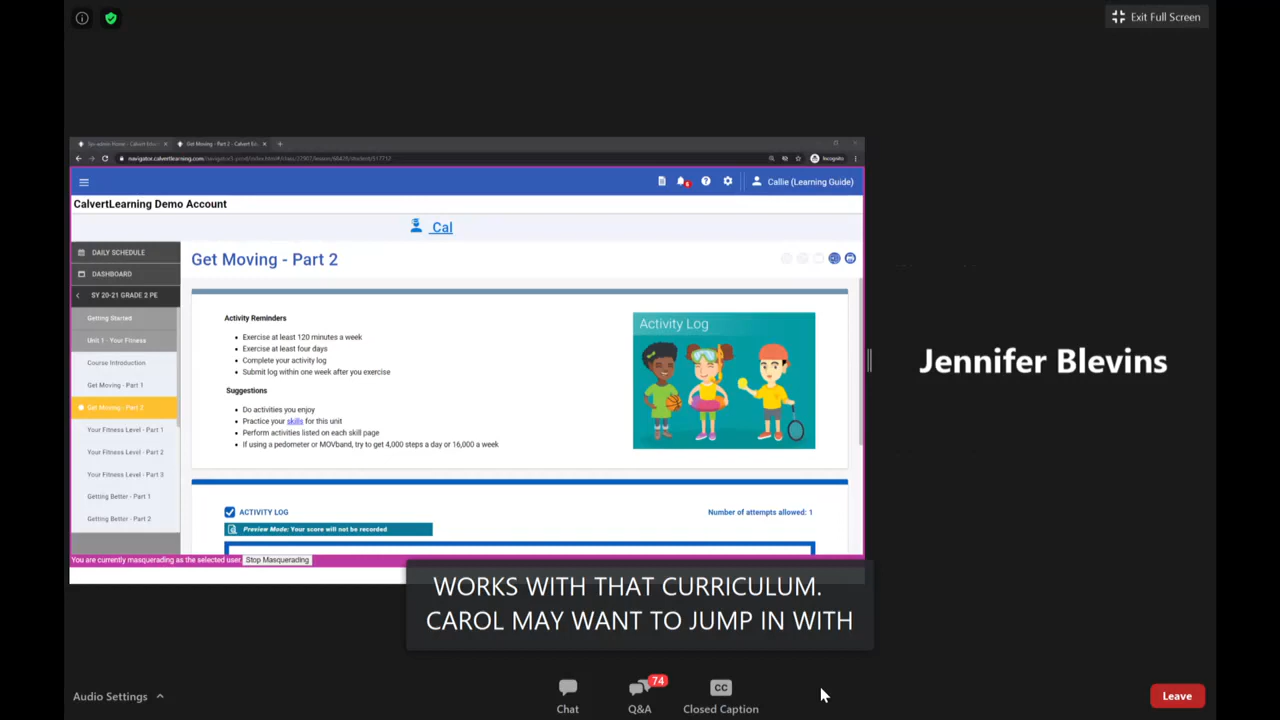 Exit Full Screen
Get Moving - Part 2 - Calvert Ed...
Incognito
Callie (Learning Guide)
CalvertLearning Demo Account
Cal
DAILY SCHEDULE
DASHBOARD
SY 20-21 GRADE 2 PE
Getting Started
Unit 1 - Your Fitness
Course Introduction
Get Moving - Part 1
Get Moving - Part 2
Your Fitness Level - Part 1
Your Fitness Level - Part 2
Your Fitness Level - Part 3
Getting Better - Part 1
Getting Better - Part 2
Get Moving - Part 2
Activity Reminders
Exercise at least 120 minutes a week
Exercise at least four days
Complete your activity log
Submit log within one week after you exercise
Suggestions
Do activities you enjoy
Practice your skills for this unit
Perform activities listed on each skill page
If using a pedometer or MOVband, try to get 4,000 steps a day or 16,000 a week
Activity Log
ACTIVITY LOG
Number of attempts allowed: 1
Preview Mode: Your score will not be recorded
You are currently masquerading as the selected user
Stop Masquerading
Jennifer Blevins
WORKS WITH THAT CURRICULUM.
CAROL MAY WANT TO JUMP IN WITH
Audio Settings
Chat
74
Q&A
CC
Closed Caption
Leave